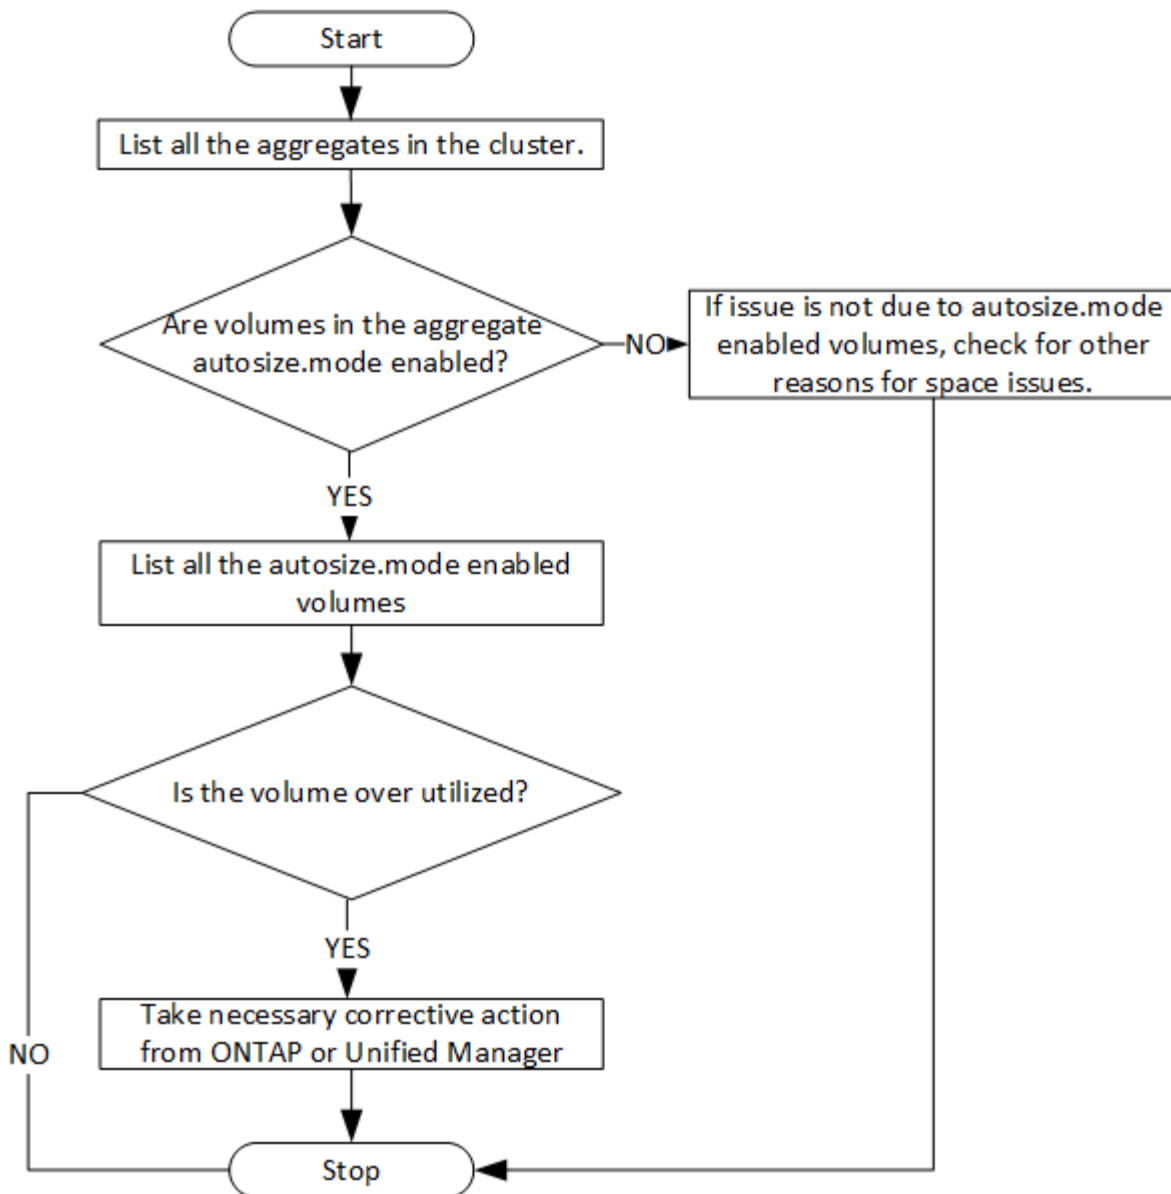 Start
List all the aggregates in the cluster.
Are volumes in the aggregate
autosize.mode enabled?
NO
If issue is not due to autosize.mode
enabled volumes, check for other
reasons for space issues.
YES
List all the autosize.mode enabled
volumes
Is the volume over utilized?
YES
Take necessary corrective action
from ONTAP or Unified Manager
NO
Stop